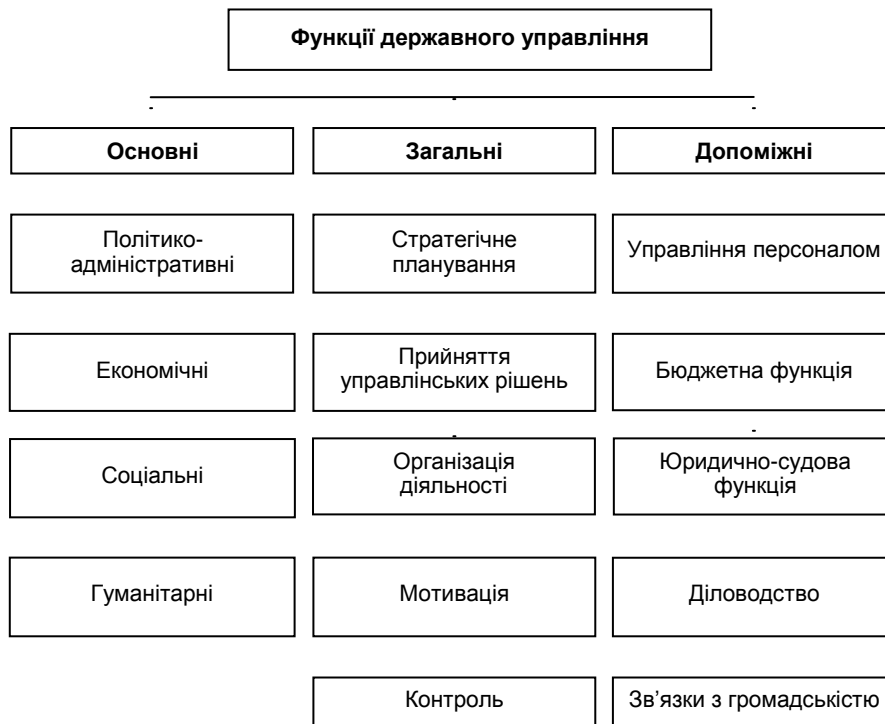 Функції державного управління
Основні
Загальні
Допоміжні
Політико-
адміністративні
Стратегічне
планування
Управління персоналом
Економічні
Прийняття
управлінських рішень
Бюджетна функція
Соціальні
Організація
діяльності
Юридично-судова
функція
Гуманітарні
Мотивація
Діловодство
Контроль
Зв’язки з громадськістю